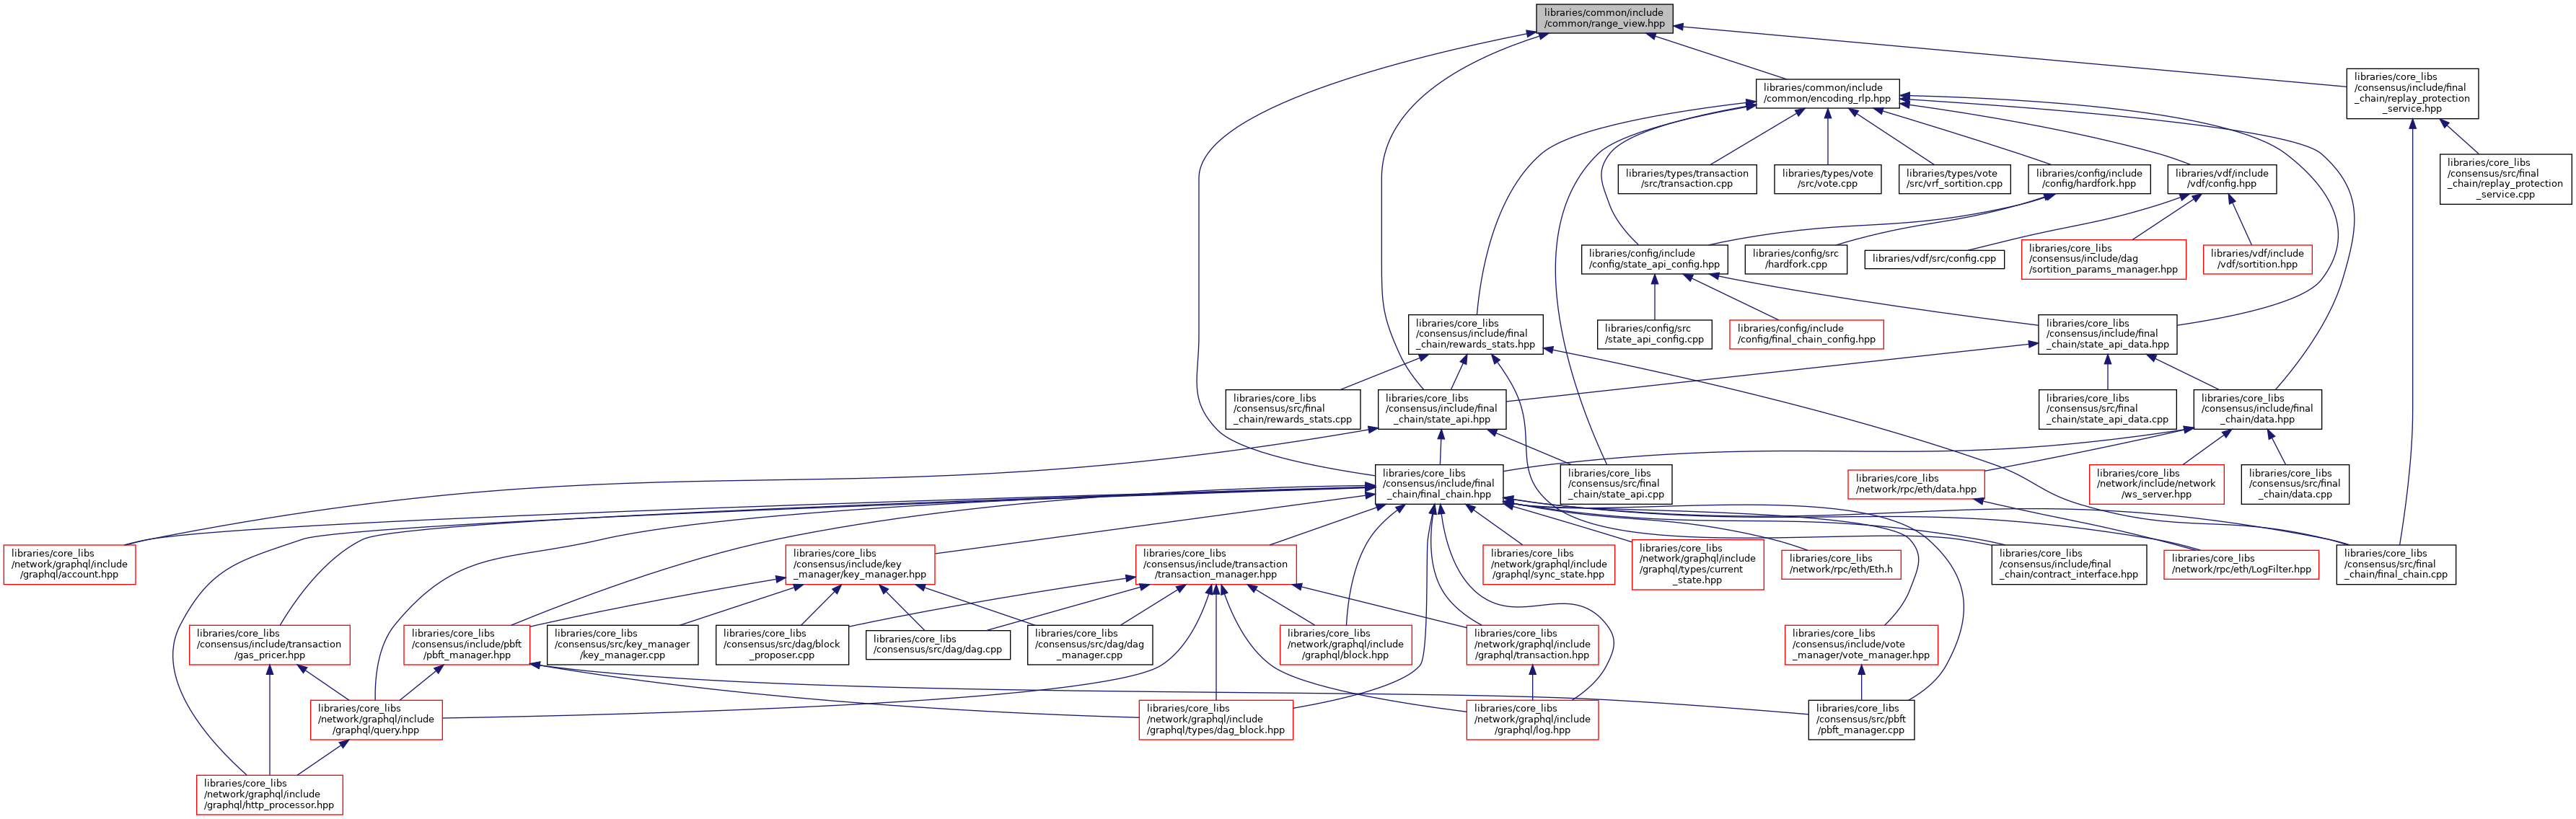 libraries/common/include
/common/range_view.hpp
libraries/common/include
/common/encoding_rlp.hpp
libraries/core_libs
/consensus/include/final
_chain/replay_protection
_service.hpp
libraries/types/transaction
/src/transaction.cpp
libraries/types/vote
/src/vote.cpp
libraries/types/vote
/src/vrf_sortition.cpp
libraries/config/include
/config/hardfork.hpp
libraries/vdf/include
/vdf/config.hpp
libraries/core_libs
/consensus/src/final
_chain/replay_protection
_service.cpp
libraries/config/include
/config/state_api_config.hpp
libraries/config/src
/hardfork.cpp
libraries/vdf/src/config.cpp
libraries/core_libs
/consensus/include/dag
/sortition_params_manager.hpp
libraries/vdf/include
/vdf/sortition.hpp
libraries/core_libs
/consensus/include/final
_chain/rewards_stats.hpp
libraries/config/src
/state_api_config.cpp
libraries/config/include
/config/final_chain_config.hpp
libraries/core_libs
/consensus/include/final
_chain/state_api_data.hpp
libraries/core_libs
/consensus/src/final
_chain/rewards_stats.cpp
libraries/core_libs
/consensus/include/final
_chain/state_api.hpp
libraries/core_libs
/consensus/src/final
_chain/state_api_data.cpp
libraries/core_libs
/consensus/include/final
_chain/data.hpp
libraries/core_libs
/consensus/include/final
_chain/final_chain.hpp
libraries/core_libs
/consensus/src/final
_chain/state_api.cpp
libraries/core_libs
/network/rpc/eth/data.hpp
libraries/core_libs
/network/include/network
/ws_server.hpp
libraries/core_libs
/consensus/src/final
_chain/data.cpp
libraries/core_libs
/network/graphql/include
/graphql/account.hpp
libraries/core_libs
/consensus/include/key
_manager/key_manager.hpp
libraries/core_libs
/consensus/include/transaction
/transaction_manager.hpp
libraries/core_libs
/network/graphql/include
/graphql/sync_state.hpp
libraries/core_libs
/network/graphql/include
/graphql/types/current
_state.hpp
libraries/core_libs
/network/rpc/eth/Eth.h
libraries/core_libs
/consensus/include/final
_chain/contract_interface.hpp
libraries/core_libs
/network/rpc/eth/LogFilter.hpp
libraries/core_libs
/consensus/src/final
_chain/final_chain.cpp
libraries/core_libs
/consensus/include/transaction
/gas_pricer.hpp
libraries/core_libs
/consensus/include/pbft
/pbft_manager.hpp
libraries/core_libs
/consensus/src/key_manager
/key_manager.cpp
libraries/core_libs
/consensus/src/dag/block
_proposer.cpp
libraries/core_libs
/consensus/src/dag/dag.cpp
libraries/core_libs
/consensus/src/dag/dag
_manager.cpp
libraries/core_libs
/network/graphql/include
/graphql/block.hpp
libraries/core_libs
/network/graphql/include
/graphql/transaction.hpp
libraries/core_libs
/consensus/include/vote
_manager/vote_manager.hpp
libraries/core_libs
/network/graphql/include
/graphql/query.hpp
libraries/core_libs
/network/graphql/include
/graphql/types/dag_block.hpp
libraries/core_libs
/network/graphql/include
/graphql/log.hpp
libraries/core_libs
/consensus/src/pbft
/pbft_manager.cpp
libraries/core_libs
/network/graphql/include
/graphql/http_processor.hpp